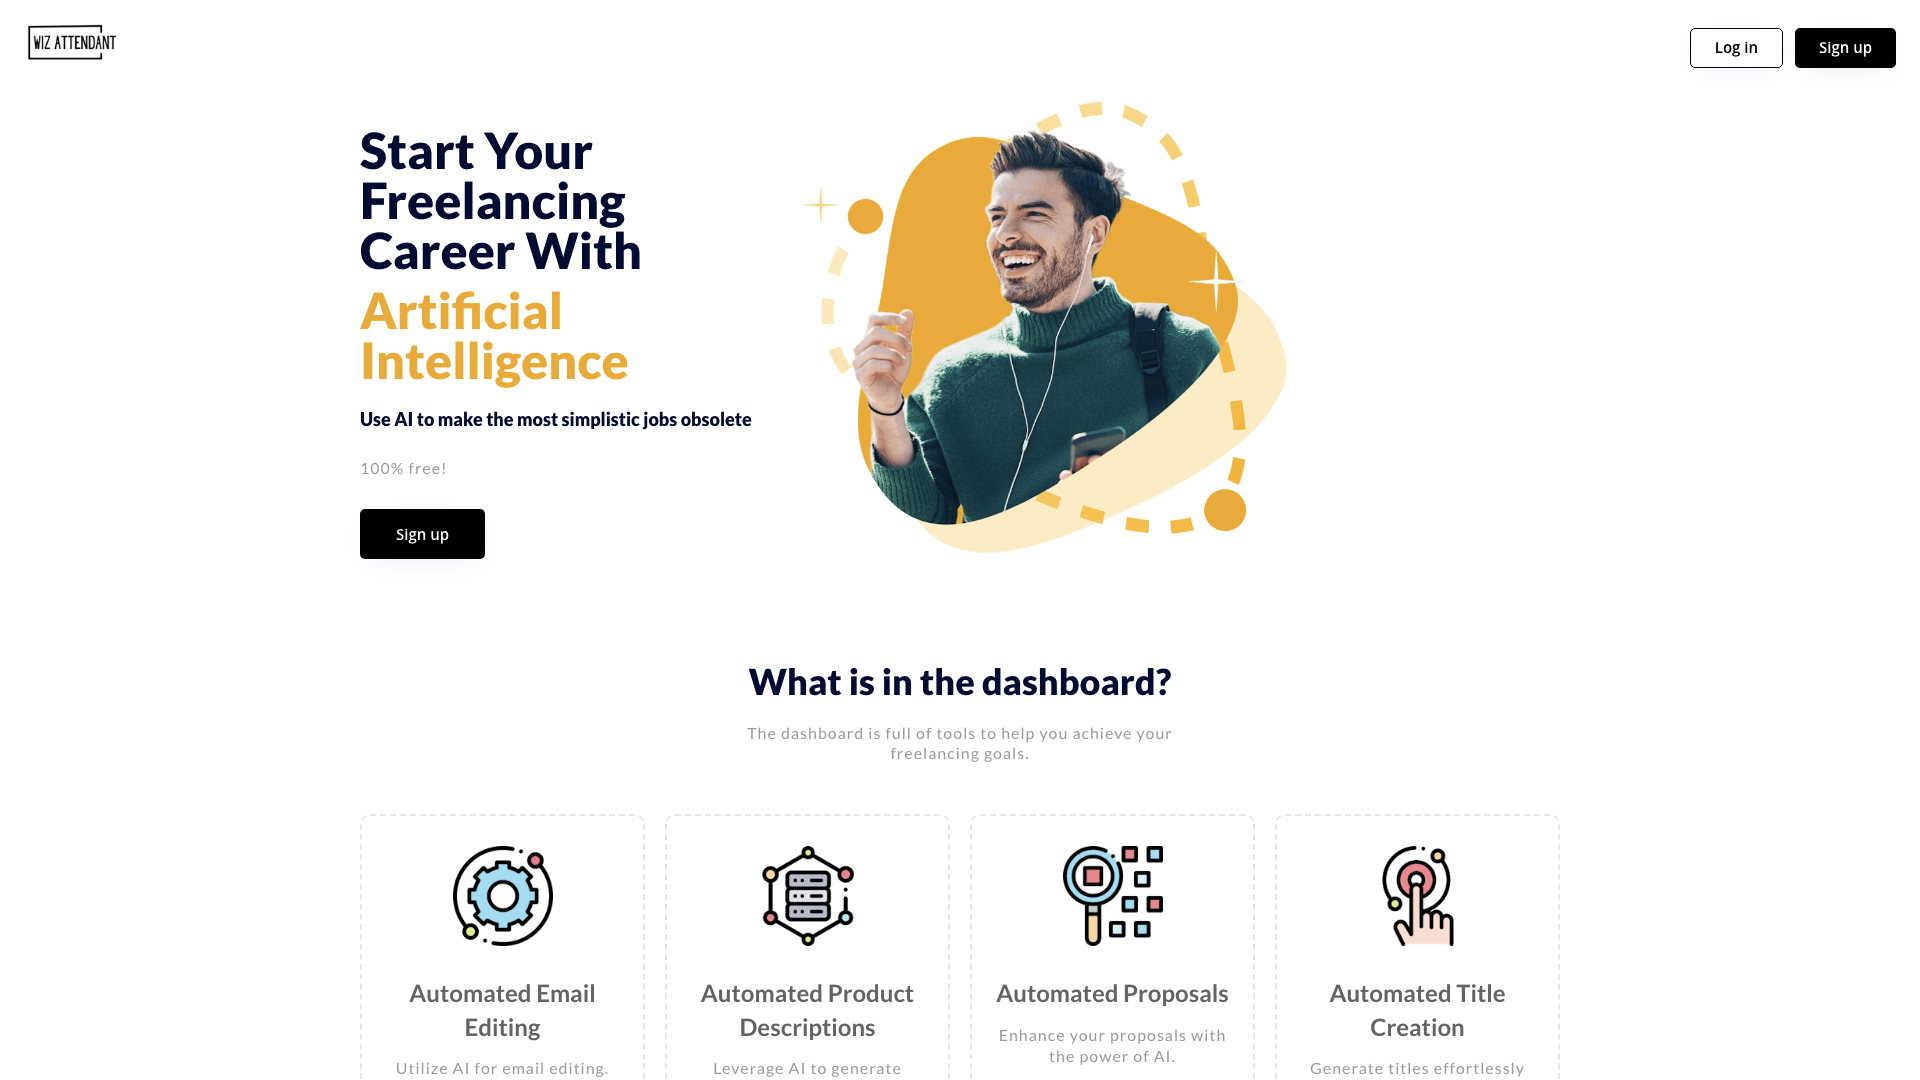 WIZ ATTENDANT
Log in
Sign up
Start Your
Freelancing
Career With
Artificial
Intelligence
Use AI to make the most simplistic jobs obsolete
100% free!
Sign up
What is in the dashboard?
The dashboard is full of tools to help you achieve your
freelancing goals.
Automated Email
Editing
Utilize AI for email editing.
Automated Product
Descriptions
Leverage AI to generate
Automated Proposals
Enhance your proposals with
the power of AI.
Automated Title
Creation
Generate titles effortlessly